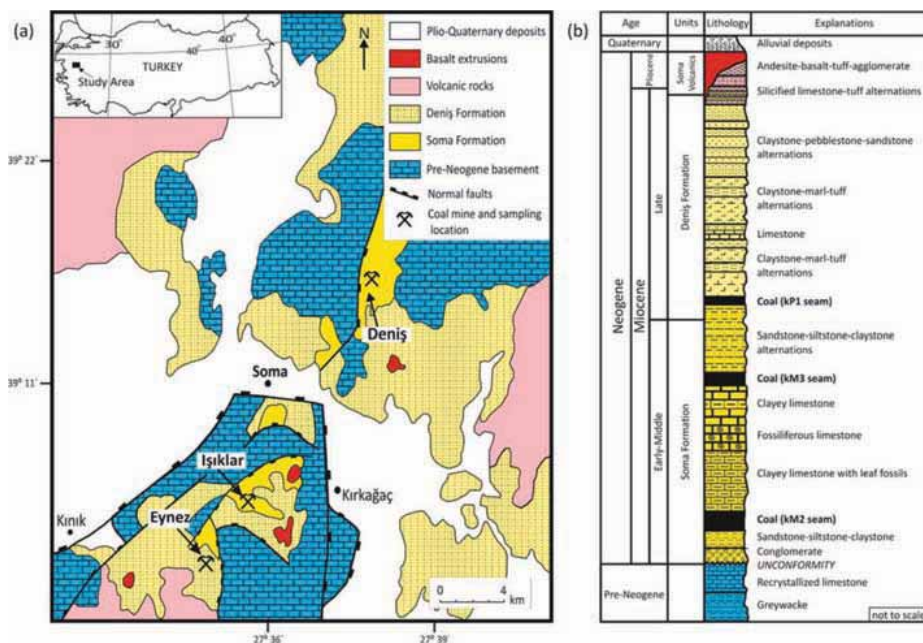 (a)
30°
40°
40°
TURKEY
Study Area
N
Plio-Quaternary deposits
Basalt extrusions
Volcanic rocks
Deniş Formation
Soma Formation
Pre-Neogene basement
Normal faults
Coal mine and sampling
location
39° 22'
Deniş
39° 11'
Soma
Işıklar
Kırkağaç
Eynez
Kınık
0 4
km
27° 36'
27° 39'
(b)
Age
Units
Lithology
Explanations
Quaternary
Alluvial deposits
Neogene
Pliocene
Soma
Volcanics
Andesite-basalt-tuff-agglomerate
Silicified limestone-tuff alternations
Miocene
Late
Deniş Formation
Claystone-pebblestone-sandstone
alternations
Claystone-marl-tuff
alternations
Limestone
Claystone-marl-tuff
alternations
Coal (kP1 seam)
Early-Middle
Soma Formation
Sandstone-siltstone-claystone
alternations
Coal (kM3 seam)
Clayey limestone
Fossiliferous limestone
Clayey limestone with leaf fossils
Coal (kM2 seam)
Sandstone-siltstone-claystone
Conglomerate
UNCONFORMITY
Pre-Neogene
Recrystallized limestone
Greywacke
not to scale